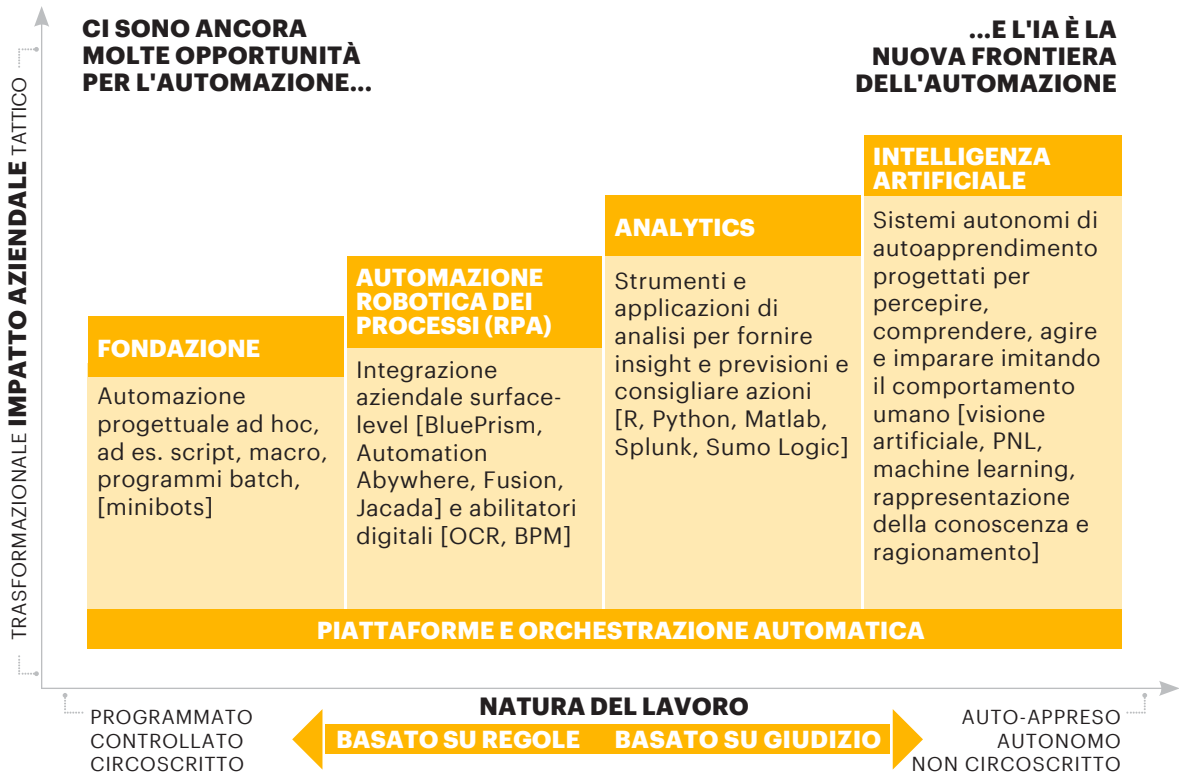 CI SONO ANCORA
MOLTE OPPORTUNITÀ
PER L'AUTOMAZIONE...
...E L'IA È LA
NUOVA FRONTIERA
DELL'AUTOMAZIONE
TRASFORMAZIONALE IMPATTO AZIENDALE TATTICO
FONDAZIONE
Automazione
progettuale ad hoc,
ad es. script, macro,
programmi batch,
[minibots]
AUTOMAZIONE
ROBOTICA DEI
PROCESSI (RPA)
Integrazione
aziendale surface-
level [BluePrism,
Automation
Abywhere, Fusion,
Jacada] e abilitatori
digitali [OCR, BPM]
ANALYTICS
Strumenti e
applicazioni di
analisi per fornire
insight e previsioni e
consigliare azioni
[R, Python, Matlab,
Splunk, Sumo Logic]
INTELLIGENZA
ARTIFICIALE
Sistemi autonomi di
autoapprendimento
progettati per
percepire,
comprendere, agire
e imparare imitando
il comportamento
umano [visione
artificiale, PNL,
machine learning,
rappresentazione
della conoscenza e
ragionamento]
PIATTAFORME E ORCHESTRAZIONE AUTOMATICA
NATURA DEL LAVORO
PROGRAMMATO
CONTROLLATO
CIRCOSCRITTO
BASATO SU REGOLE BASATO SU GIUDIZIO
AUTO-APPRESO
AUTONOMO
NON CIRCOSCRITTO